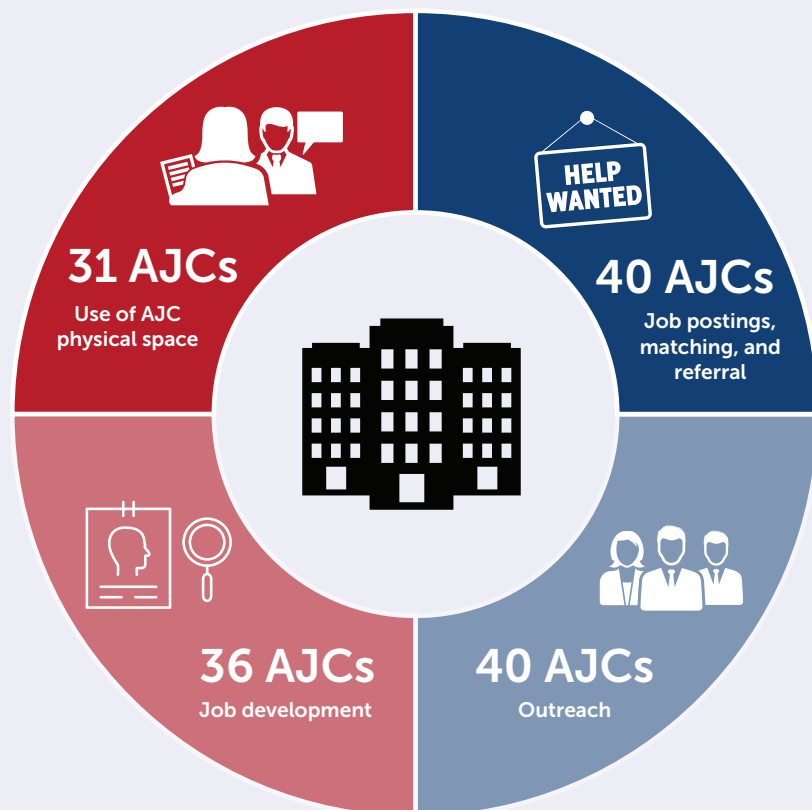 HELP
WANTED
31 AJCs
Use of AJC
physical space
40 AJCs
Job postings,
matching, and
referral
36 AJCs
Job development
40 AJCs
Outreach